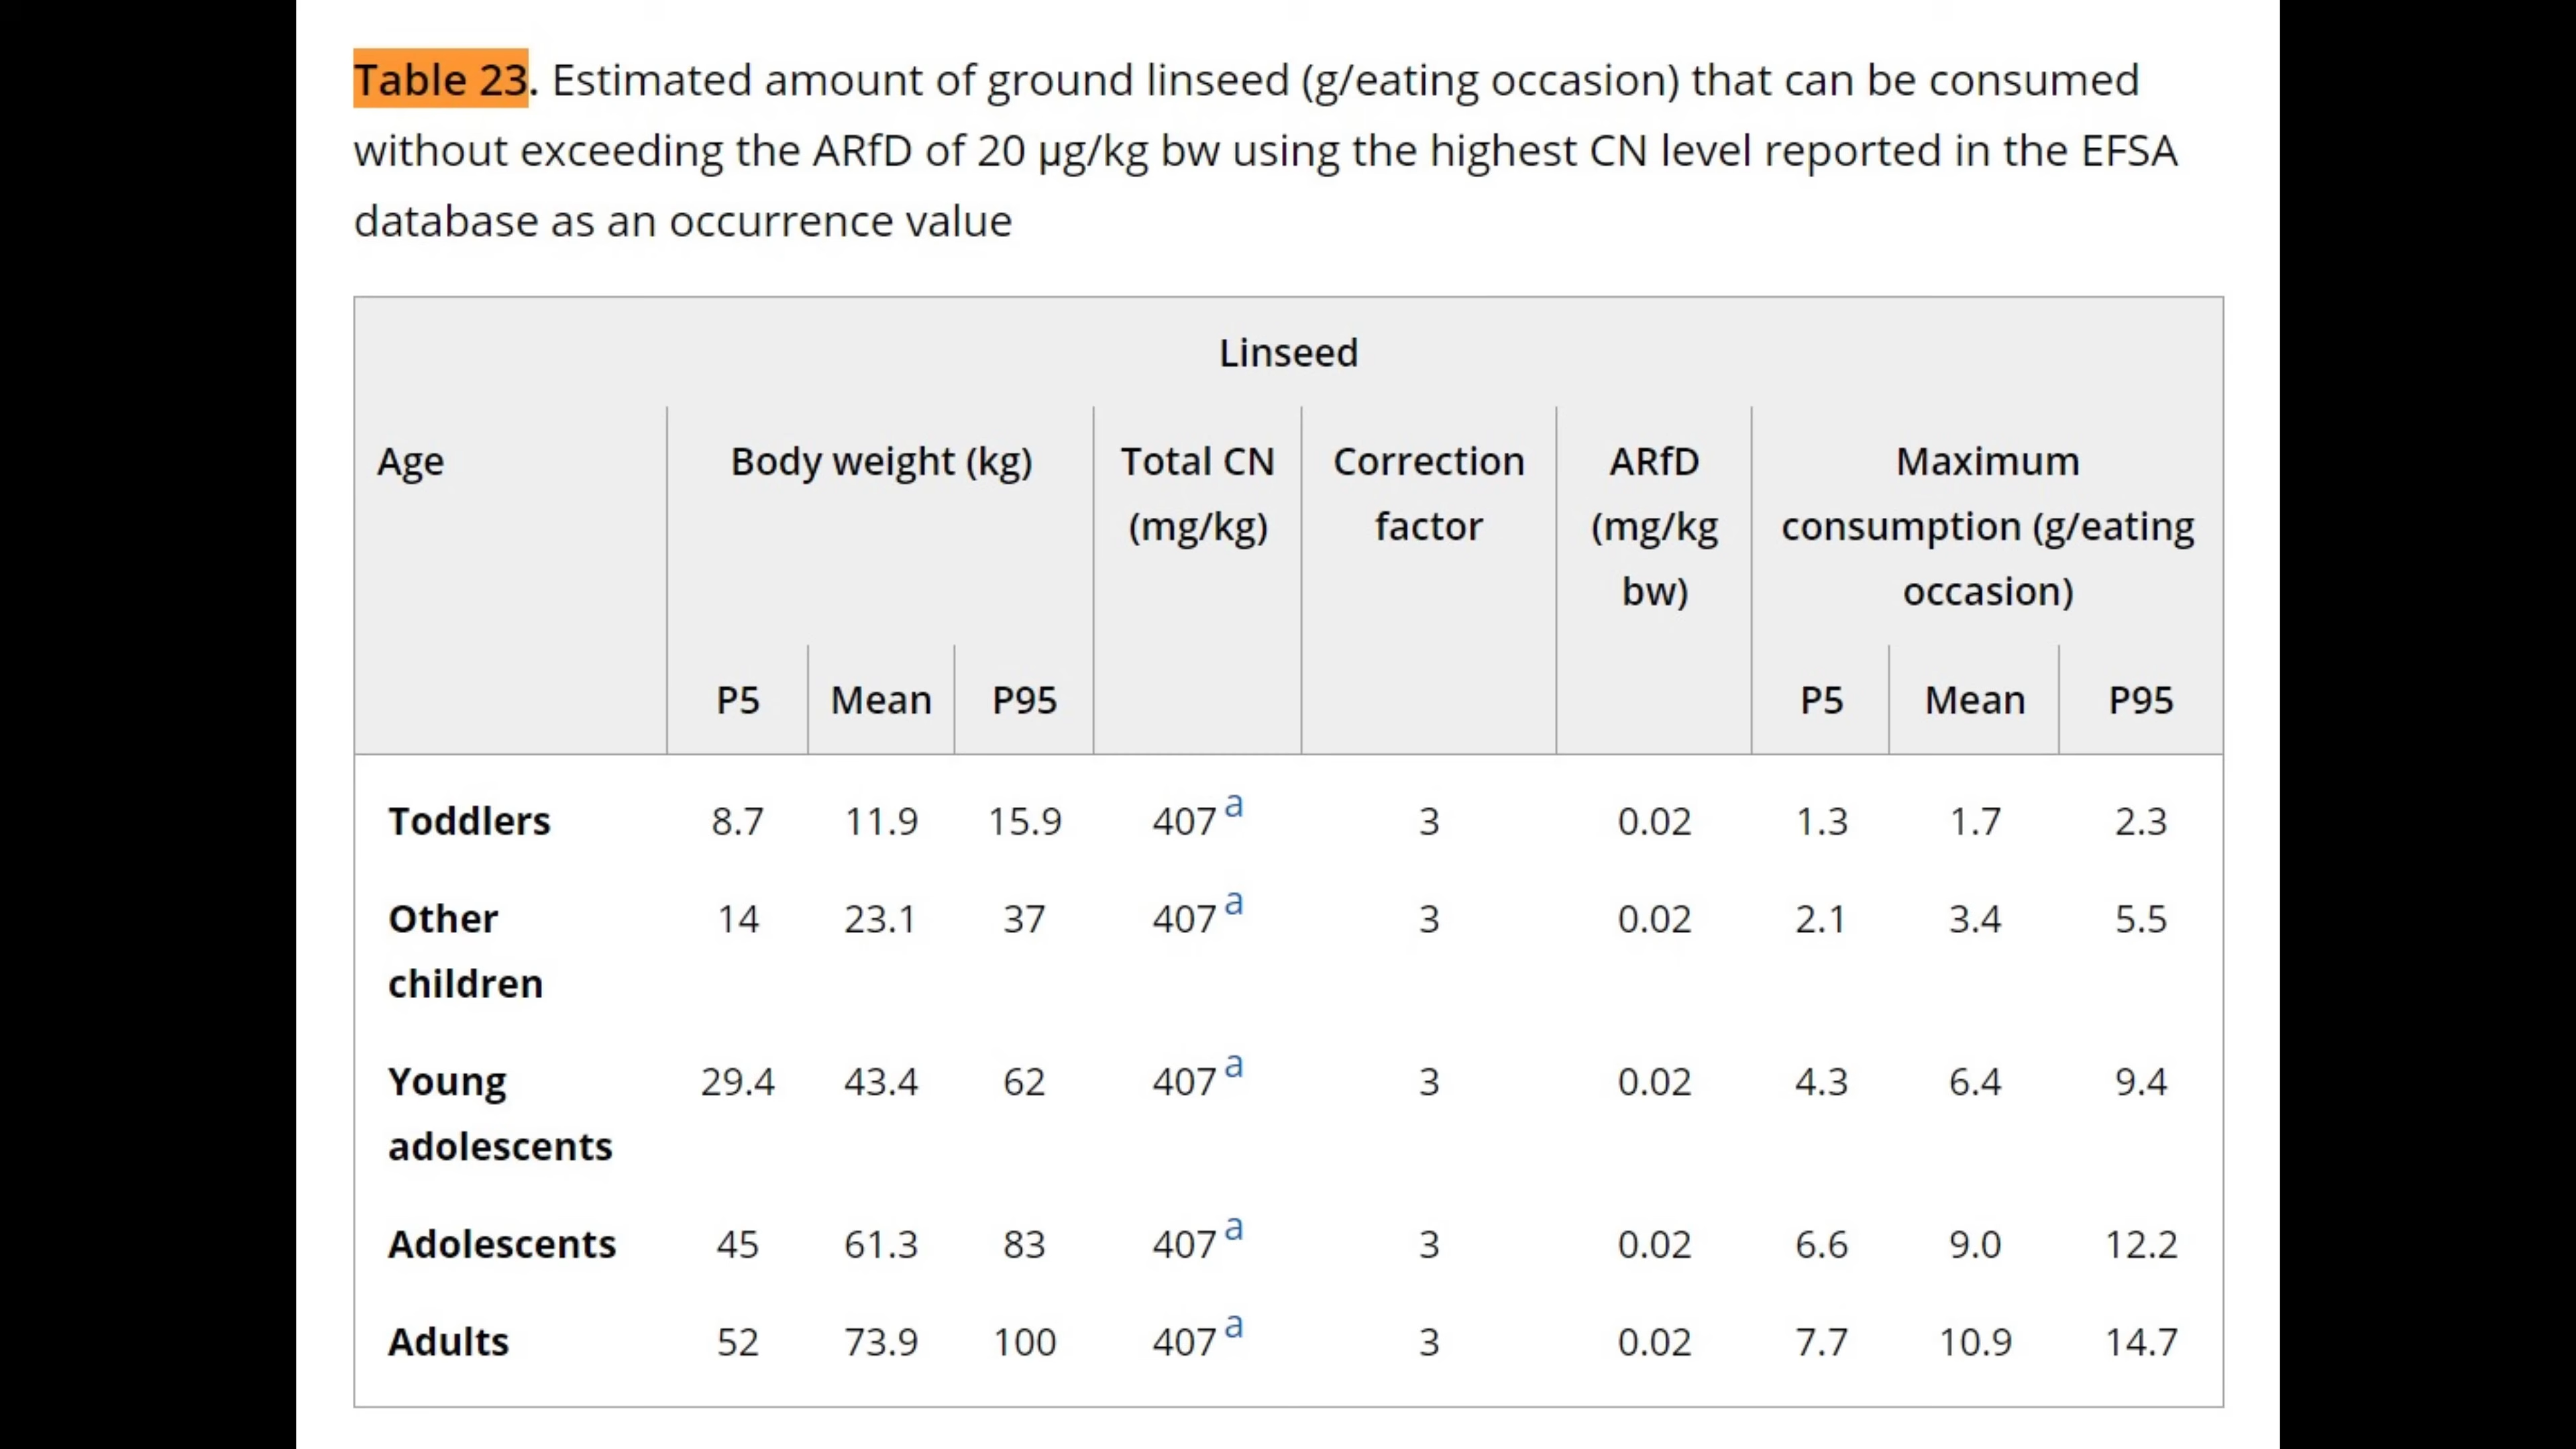 Table 23. Estimated amount of ground linseed (g/eating occasion) that can be consumed
without exceeding the ARfD of 20 µg/kg bw using the highest CN level reported in the EFSA
database as an occurrence value
Linseed
Age Body weight (kg) Total CN (mg/kg) Correction factor ARfD (mg/kg bw) Maximum consumption (g/eating occasion)
P5 Mean P95 P5 Mean P95
Toddlers 8.7 11.9 15.9 407 a 3 0.02 1.3 1.7 2.3
Other children 14 23.1 37 407 a 3 0.02 2.1 3.4 5.5
Young adolescents 29.4 43.4 62 407 a 3 0.02 4.3 6.4 9.4
Adolescents 45 61.3 83 407 a 3 0.02 6.6 9.0 12.2
Adults 52 73.9 100 407 a 3 0.02 7.7 10.9 14.7